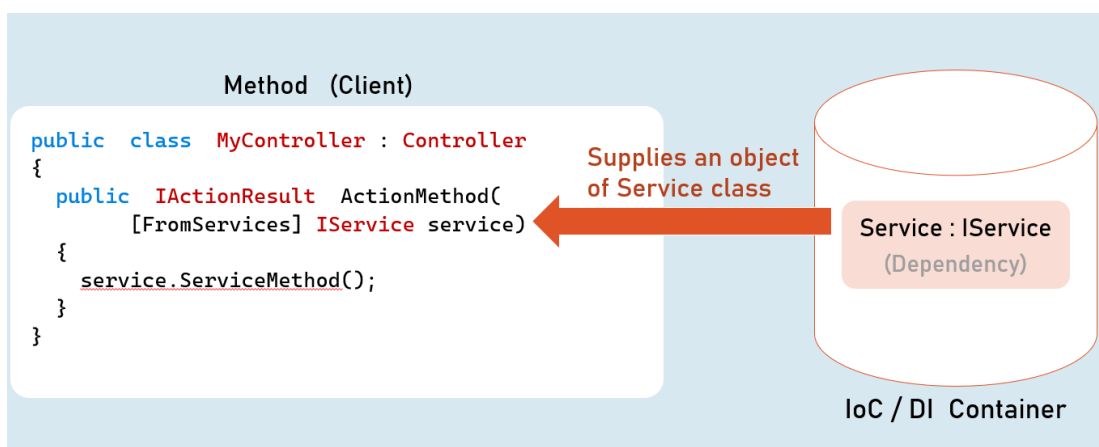 Method (Client)
public class MyController : Controller
{
public IActionResult ActionMethod(
[FromServices] IService service)
{
service.ServiceMethod();
}
}
Supplies an object
of Service class
Service : IService
(Dependency)
IoC / DI Container